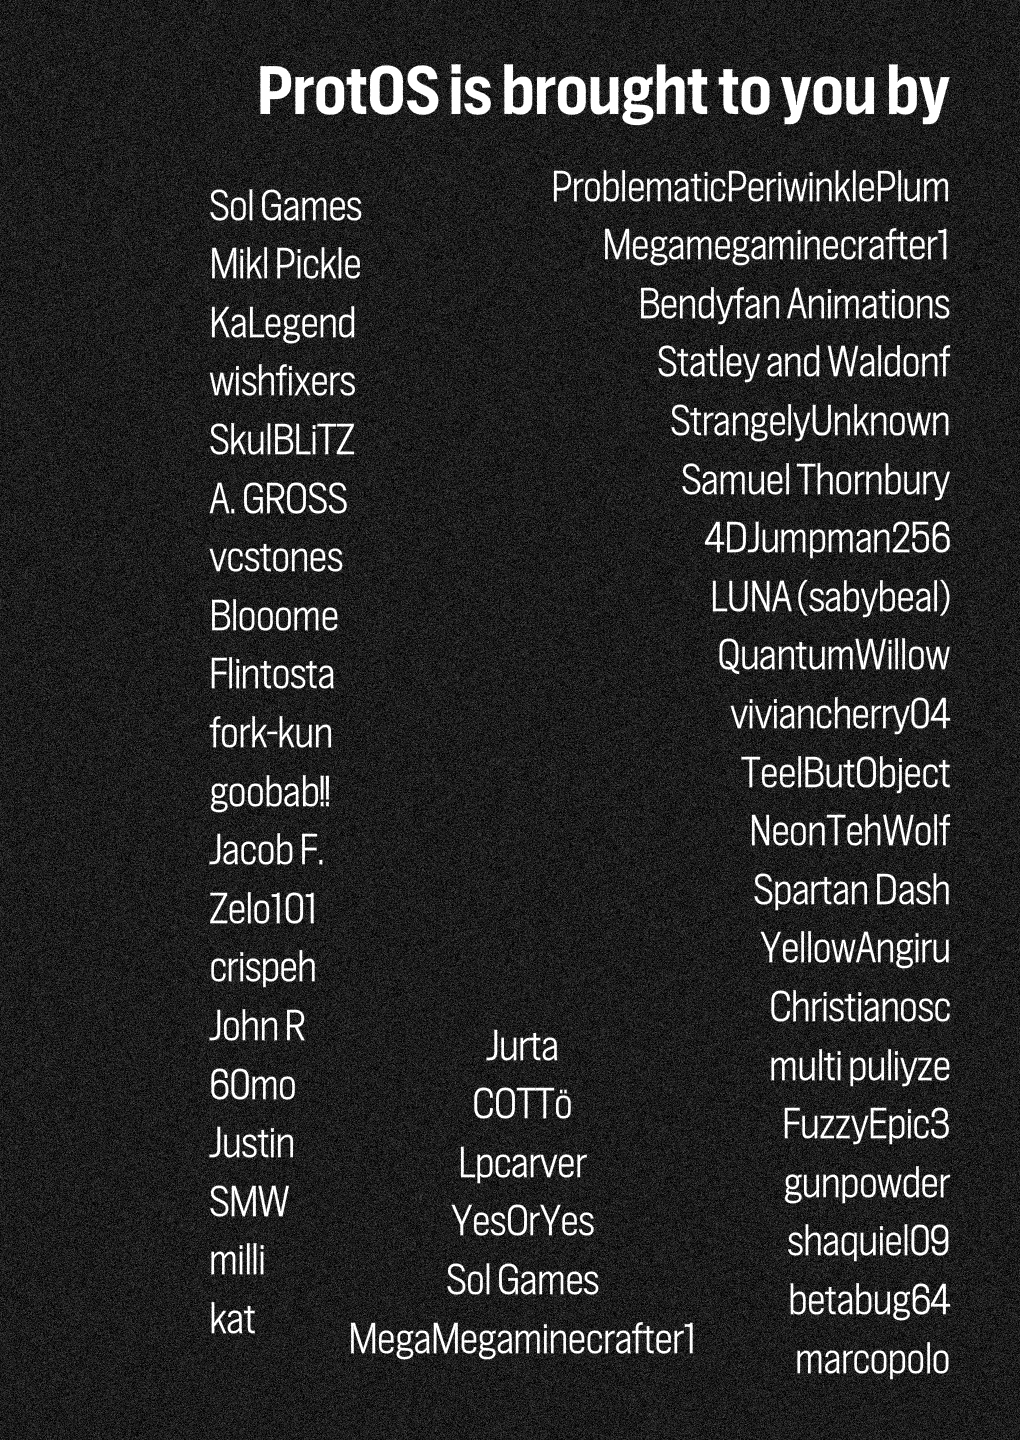 ProtOS is brought to you by
Sol Games
Mikl Pickle
KaLegend
wishfixers
SkulBLiTZ
A. GROSS
vcstones
Blooome
Flintosta
fork-kun
goobab!!
Jacob F.
Zelo101
crispeh
John R
60mo
Justin
SMW
milli
kat
Jurta
COTTö
Lpcarver
YesOrYes
Sol Games
MegaMegaminecrafter1
ProblematicPeriwinklePlum
Megamegaminecrafter1
Bendyfan Animations
Statley and Waldonf
StrangelyUnknown
Samuel Thornbury
4DJumpman256
LUNA (sabybeal)
QuantumWillow
viviancherry04
TeelButObject
NeonTehWolf
Spartan Dash
YellowAngiru
Christianosc
multi puliyze
FuzzyEpic3
gunpowder
shaquiel09
betabug64
marcopolo